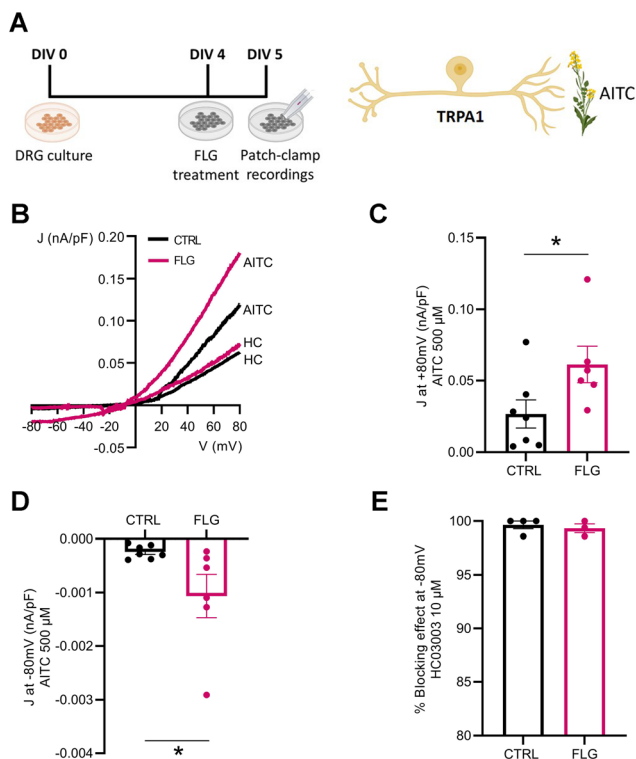 A
DIV 0
DIV 4
DIV 5
DRG culture
FLG
treatment
Patch-clamp
recordings
TRPA1
AITC
B
J (nA/pF)
CTRL
FLG
0.20
0.15
0.10
0.05
-0.05
-80
-60
-40
-20
20
40
60
80
V (mV)
AITC
AITC
HC
HC
C
J at +80mV (nA/pF)
AITC 500 µM
0.15
0.10
0.05
0.00
*
CTRL
FLG
D
CTRL
FLG
J at -80mV (nA/pF)
AITC 500 µM
0.000
-0.001
-0.002
-0.003
-0.004
*
E
% Blocking effect at -80mV
HC03003 10 µM
100
95
90
85
80
CTRL
FLG